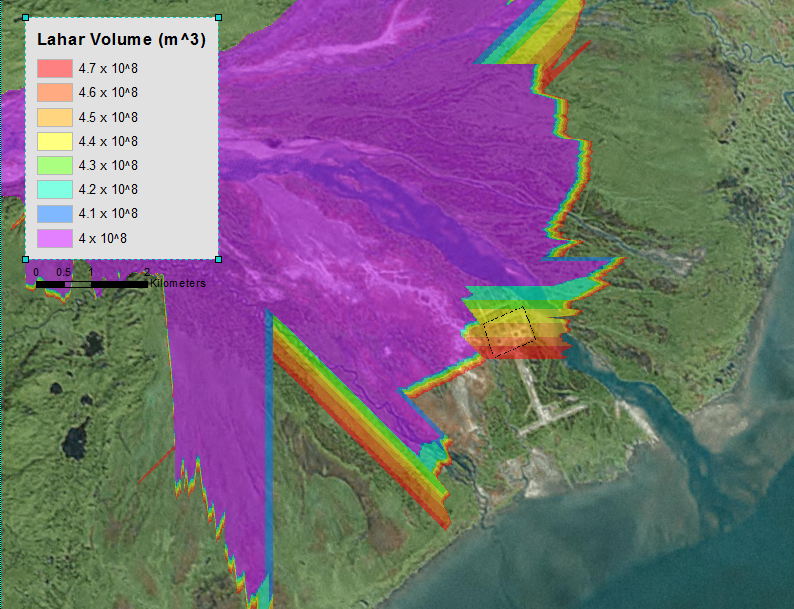 Lahar Volume (m^3)
4.7 x 10^8
4.6 x 10^8
4.5 x 10^8
4.4 x 10^8
4.3 x 10^8
4.2 x 10^8
4.1 x 10^8
4 x 10^8
0 0.5 1 2
Kilometers